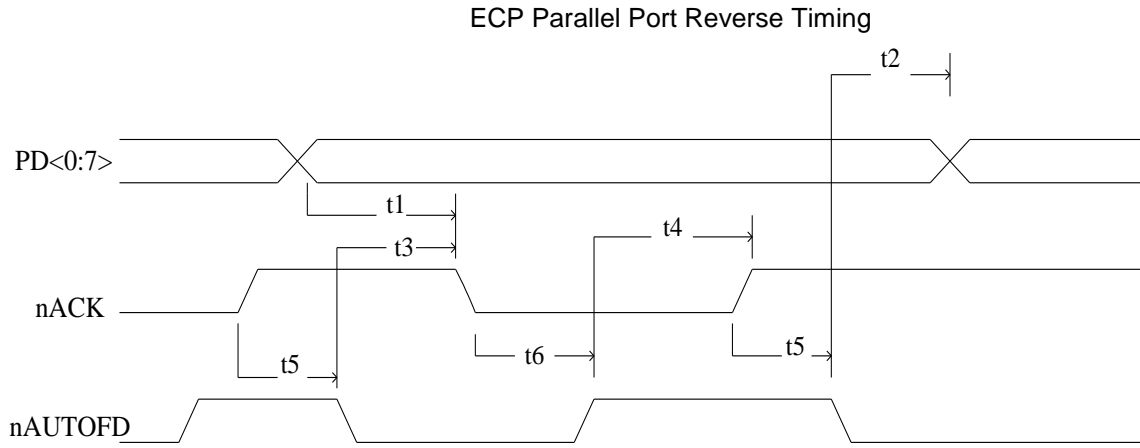 ECP Parallel Port Reverse Timing
t2
PD<0:7>
t1
t3
t4
nACK
t5
t6
t5
nAUTOFD